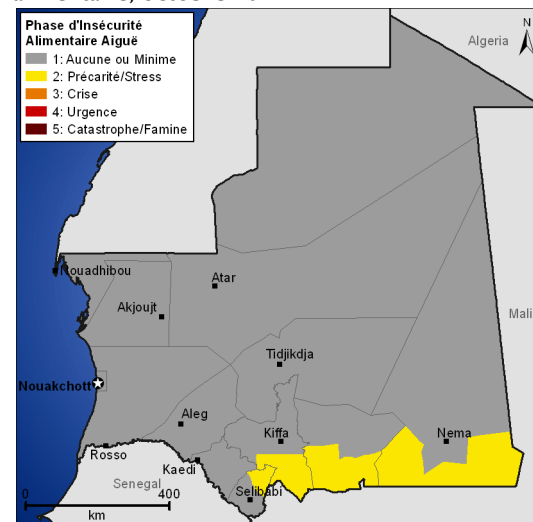 Phase d'Insécurité
Alimentaire Aiguë
1: Aucune ou Minime
2: Précarité/Stress
3: Crise
4: Urgence
5: Catastrophe/Famine
Algeria
N
Nouadhibou
Atar
Akjoujt
Mali
Tidjikdja
Nouakchott
Aleg
Kiffa
Nema
Rosso
Kaedi
Senegal
Selibabi
0
400
km